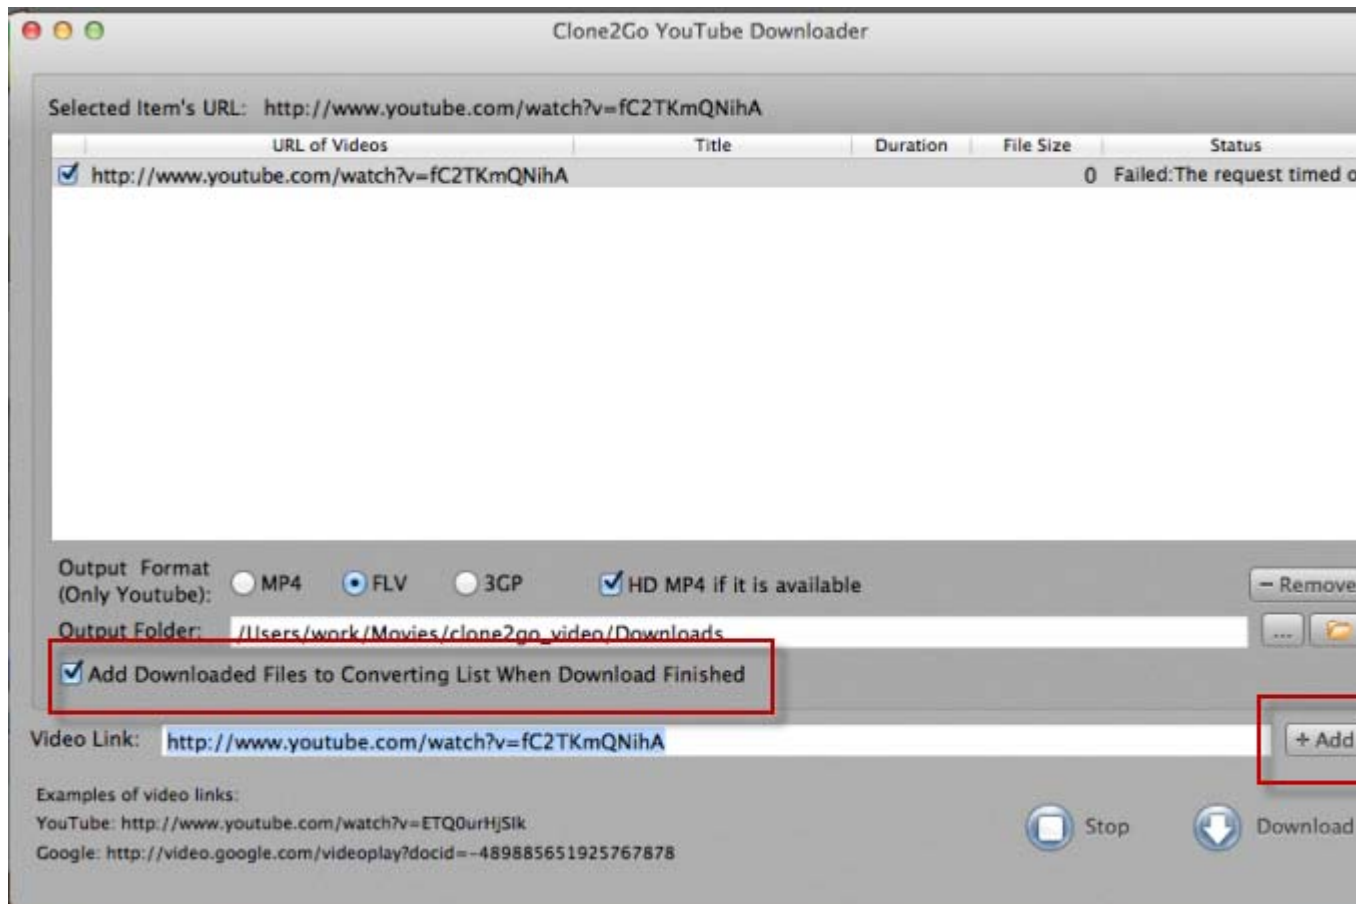 Clone2Go YouTube Downloader
Selected Item's URL: http://www.youtube.com/watch?v=fC2TKmQNihA
URL of Videos Title Duration File Size Status
http://www.youtube.com/watch?v=fC2TKmQNihA 0 Failed:The request timed o
Output Format
(Only Youtube): MP4 FLV 3GP HD MP4 if it is available − Remove
Output Folder: /Users/work/Movies/clone2go_video/Downloads ...
Add Downloaded Files to Converting List When Download Finished
Video Link: http://www.youtube.com/watch?v=fC2TKmQNihA + Add
Examples of video links:
YouTube: http://www.youtube.com/watch?v=ETQ0urHjSIk
Google: http://video.google.com/videoplay?docid=-489885651925767878
Stop Download